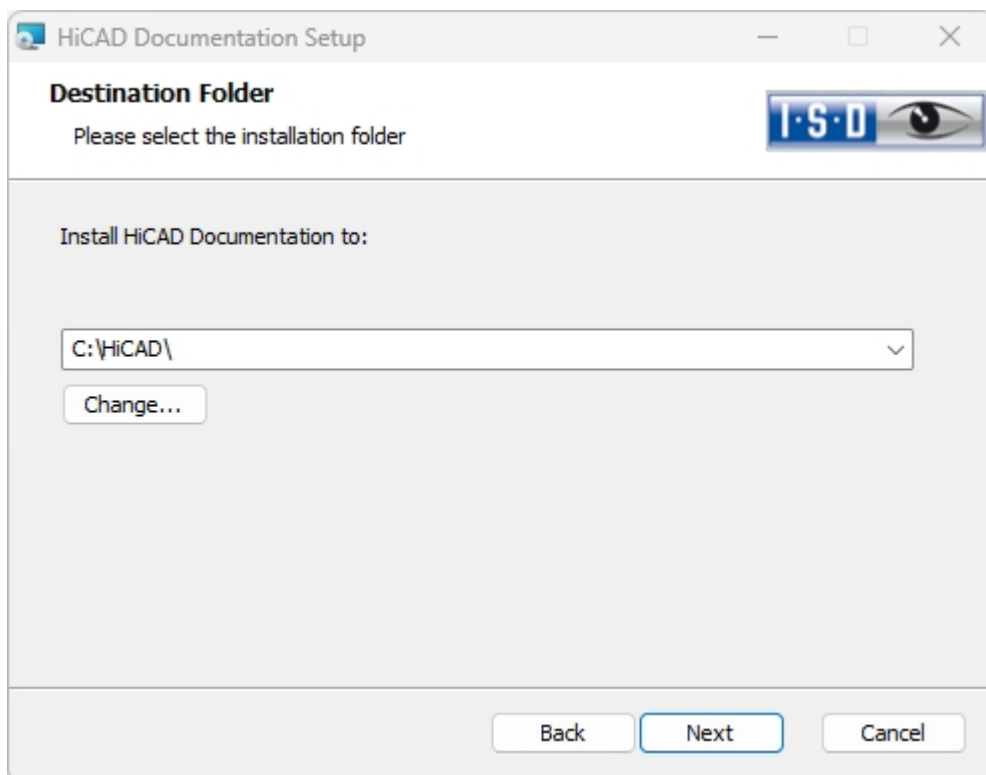 HiCAD Documentation Setup
Destination Folder
Please select the installation folder
I·S·D
Install HiCAD Documentation to:
C:\HiCAD\
Change...
Back Next Cancel